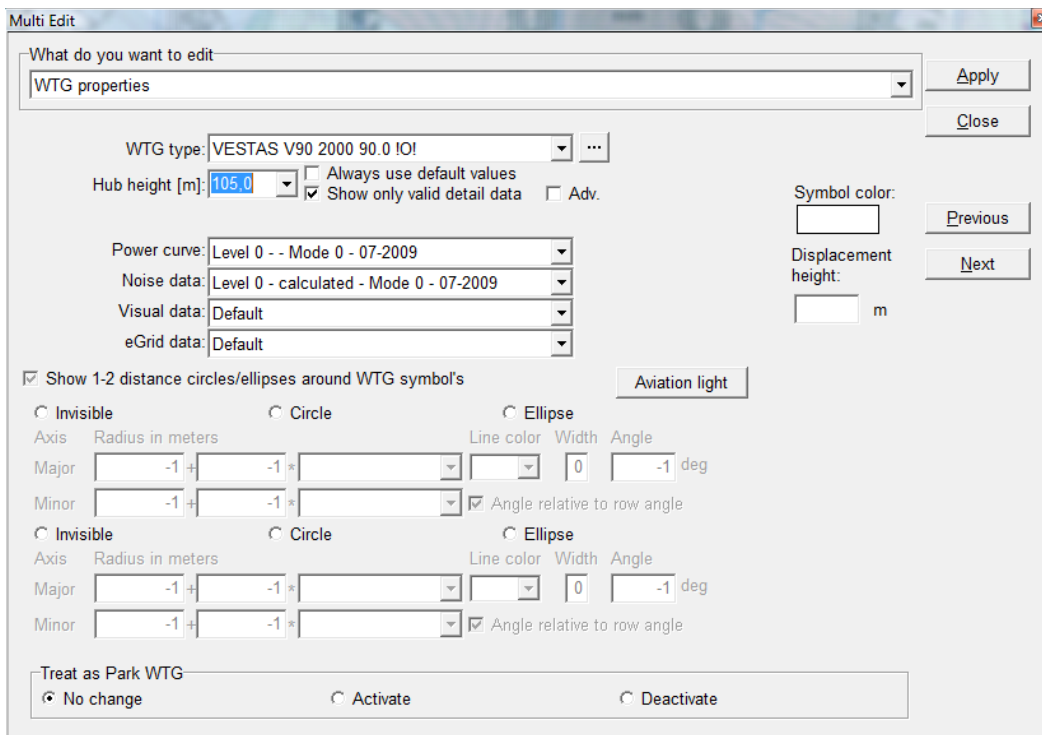 Multi Edit
What do you want to edit
WTG properties
Apply
Close
WTG type: VESTAS V90 2000 90.0 !O! ...
Hub height [m]: 105,0
Always use default values
Show only valid detail data Adv.
Symbol color:
Previous
Power curve: Level 0 - - Mode 0 - 07-2009
Displacement
height:
Next
Noise data: Level 0 - calculated - Mode 0 - 07-2009
Visual data: Default
m
eGrid data: Default
Show 1-2 distance circles/ellipses around WTG symbol's
Aviation light
Invisible Circle Ellipse
Axis Radius in meters Line color Width Angle
Major -1 + -1 * 0 -1 deg
Minor -1 + -1 * Angle relative to row angle
Invisible Circle Ellipse
Axis Radius in meters Line color Width Angle
Major -1 + -1 * 0 -1 deg
Minor -1 + -1 * Angle relative to row angle
Treat as Park WTG
No change Activate Deactivate